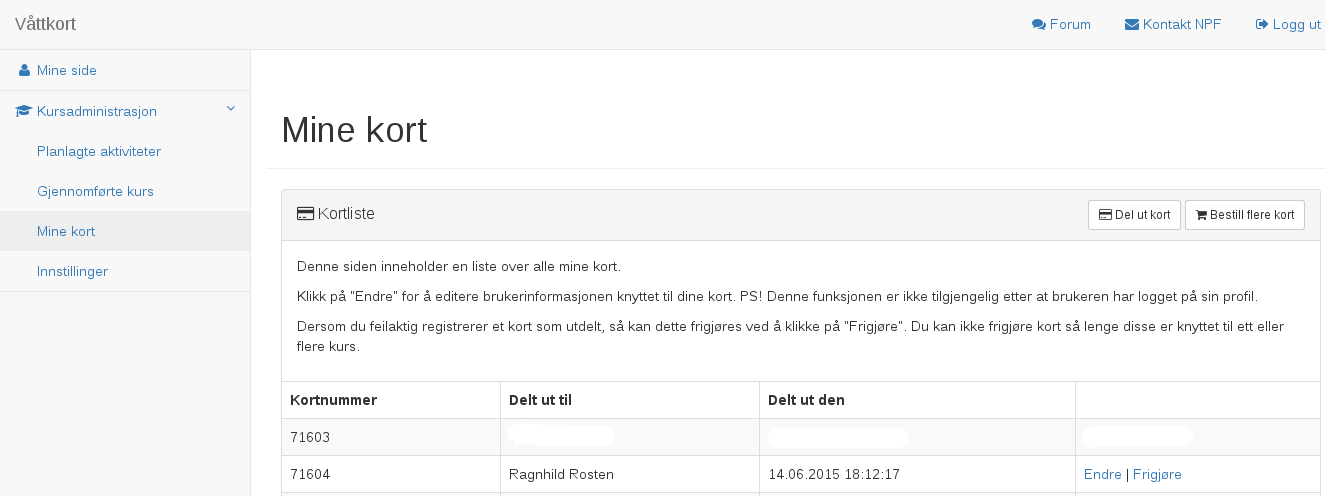 Våttkort
Forum
Kontakt NPF
Logg ut
Mine side
Kursadministrasjon
Planlagte aktiviteter
Gjennomførte kurs
Mine kort
Innstillinger
Mine kort
Kortliste
Del ut kort
Bestill flere kort
Denne siden inneholder en liste over alle mine kort.
Klikk på "Endre" for å editere brukerinformasjonen knyttet til dine kort. PS! Denne funksjonen er ikke tilgjengelig etter at brukeren har logget på sin profil.
Dersom du feilaktig registrerer et kort som utdelt, så kan dette frigjøres ved å klikke på "Frigjøre". Du kan ikke frigjøre kort så lenge disse er knyttet til ett eller
flere kurs.
Kortnummer Delt ut til Delt ut den
71603
71604 Ragnhild Rosten 14.06.2015 18:12:17 Endre | Frigjøre